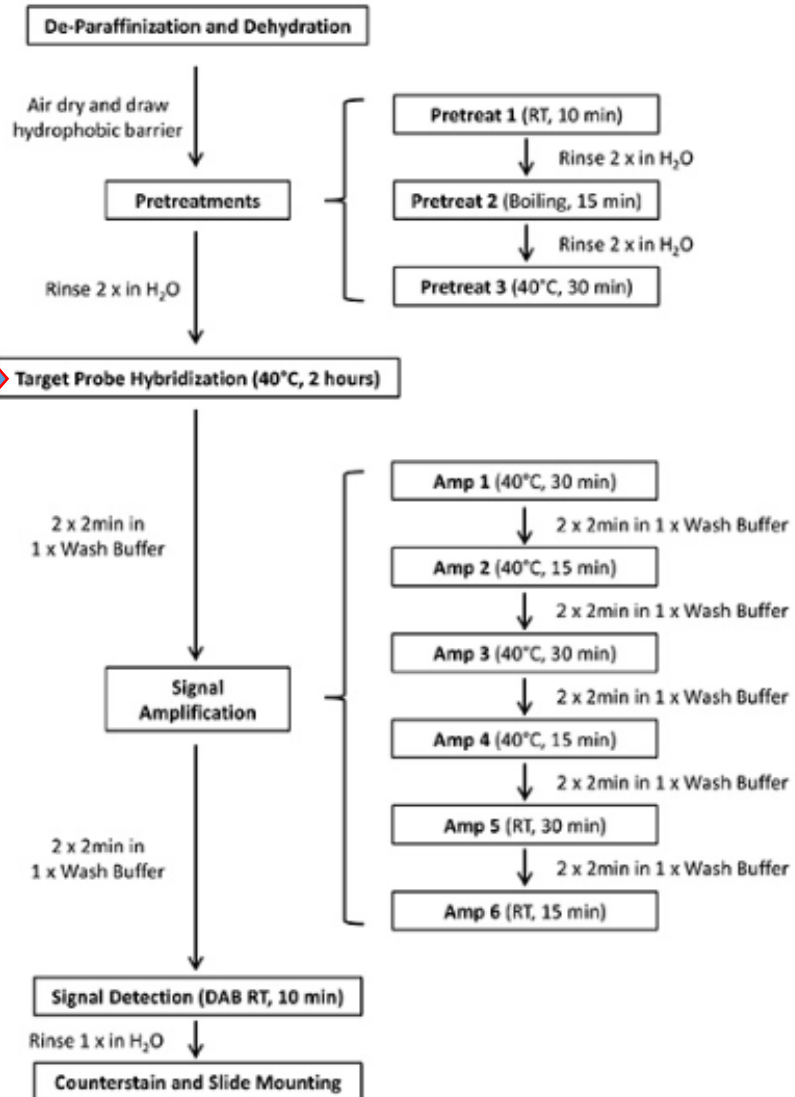 De-Paraffinization and Dehydration
Air dry and draw
hydrophobic barrier
Pretreatments
Pretreat 1 (RT, 10 min)
Rinse 2 x in H₂O
Pretreat 2 (Boiling, 15 min)
Rinse 2 x in H₂O
Pretreat 3 (40°C, 30 min)
Rinse 2 x in H₂O
Target Probe Hybridization (40°C, 2 hours)
2 x 2min in
1 x Wash Buffer
Signal
Amplification
Amp 1 (40°C, 30 min)
2 x 2min in 1 x Wash Buffer
Amp 2 (40°C, 15 min)
2 x 2min in 1 x Wash Buffer
Amp 3 (40°C, 30 min)
2 x 2min in 1 x Wash Buffer
Amp 4 (40°C, 15 min)
2 x 2min in 1 x Wash Buffer
Amp 5 (RT, 30 min)
2 x 2min in 1 x Wash Buffer
Amp 6 (RT, 15 min)
2 x 2min in
1 x Wash Buffer
Signal Detection (DAB RT, 10 min)
Rinse 1 x in H₂O
Counterstain and Slide Mounting